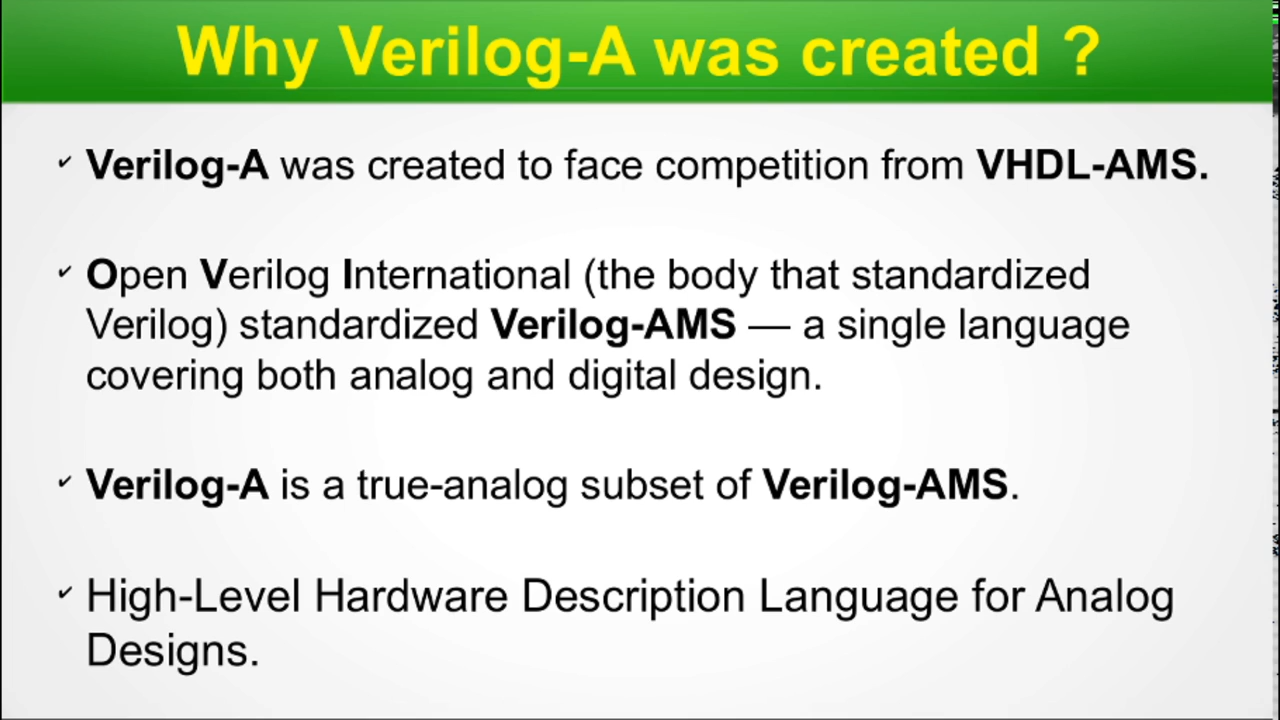 Why Verilog-A was created ?
✔ Verilog-A was created to face competition from VHDL-AMS.
✔ Open Verilog International (the body that standardized
Verilog) standardized Verilog-AMS — a single language
covering both analog and digital design.
✔ Verilog-A is a true-analog subset of Verilog-AMS.
✔ High-Level Hardware Description Language for Analog
Designs.